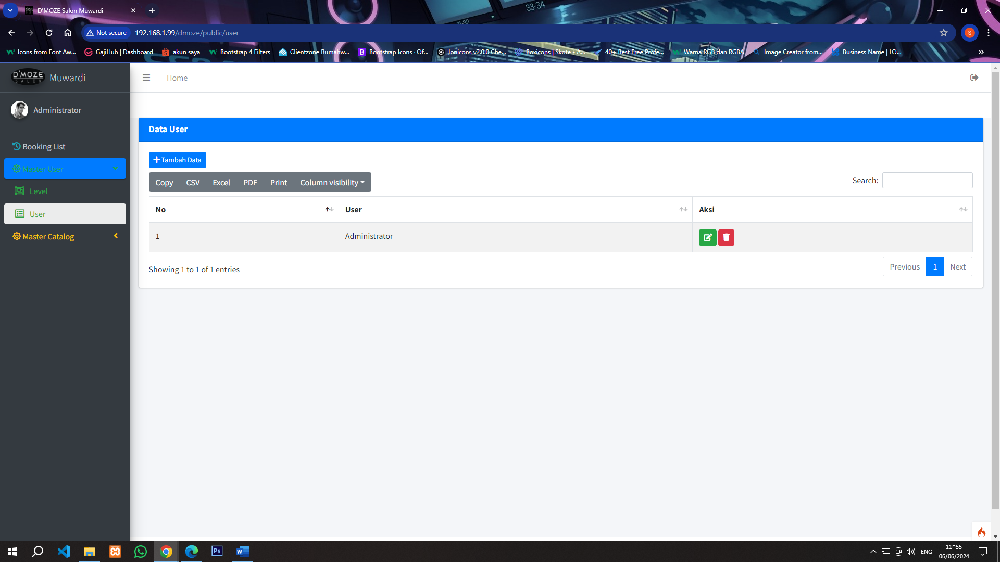 33-34
31-32
D'MOZE Salon Muwardi
Not secure 192.168.1.99/dmoze/public/user
S
Icons from Font Aw... GajiHub | Dashboard akun saya Bootstrap 4 Filters Clientzone Rumahw... Bootstrap Icons · Of... Ionicons v2.0.0 Che... Boxicons | Skote - A... 40+ Best Free Profe... Warna RGB dan RGBA Image Creator from... Business Name | LO...
D'MOZE
SALON
Muwardi
Home
Administrator
Booking List
Master User
Level
User
Master Catalog
Data User
Tambah Data
Copy CSV Excel PDF Print Column visibility
Search:
No User Aksi
1 Administrator
Showing 1 to 1 of 1 entries
Previous 1 Next
Ps
ENG
11:55
06/06/2024